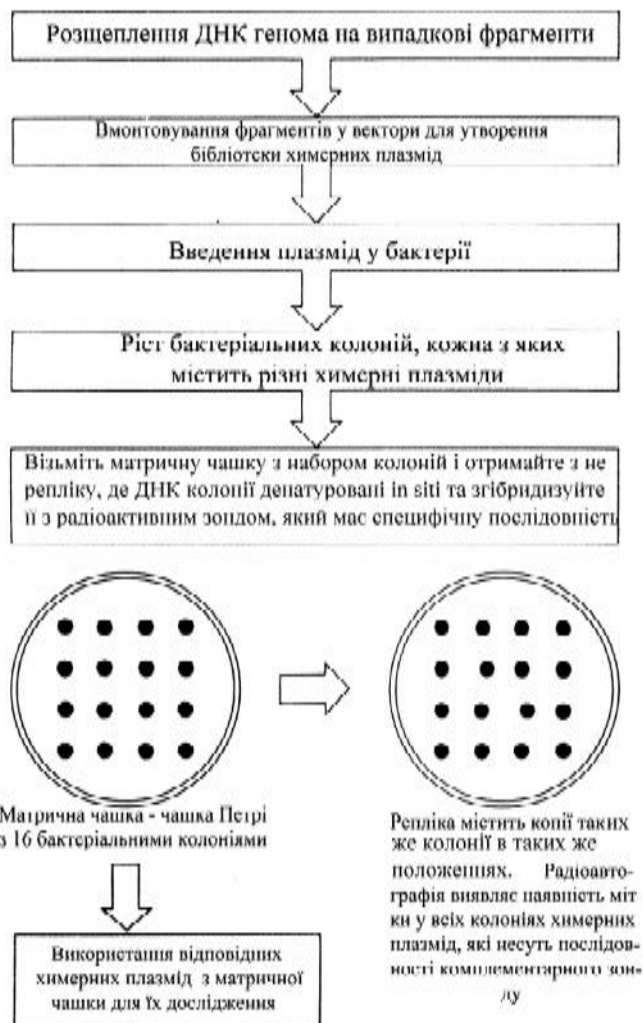 Розщеплення ДНК генома на випадкові фрагменти
Вмонтовування фрагментів у вектори для утворення
бібліотеки химерних плазмід
Введення плазмід у бактерії
Ріст бактеріальних колоній, кожна з яких
містить різні химерні плазміди
Візьміть матричну чашку з набором колоній і отримайте з не
репліку, де ДНК колонії денатуровані in siti та згібридизуйте
її з радіоактивним зондом, який має специфічну послідовність
Матрична чашка - чашка Петрі
з 16 бактеріальними колоніями
Репліка містить копії таких
же колонії в таких же
положеннях. Радіоавто-
графія виявляє наявність міт
ки у всіх колоніях химерних
плазмід, які несуть послідов-
ності комплементарного зон-
ду
Використання відповідних
химерних плазмід з матричної
чашки для їх дослідження